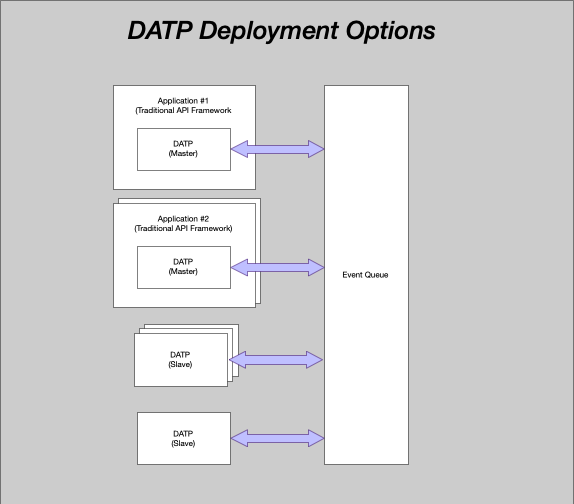 DATP Deployment Options
Application #1
(Traditional API Framework
DATP
(Master)
Application #2
(Traditional API Framework)
DATP
(Master)
Event Queue
DATP
(Slave)
DATP
(Slave)